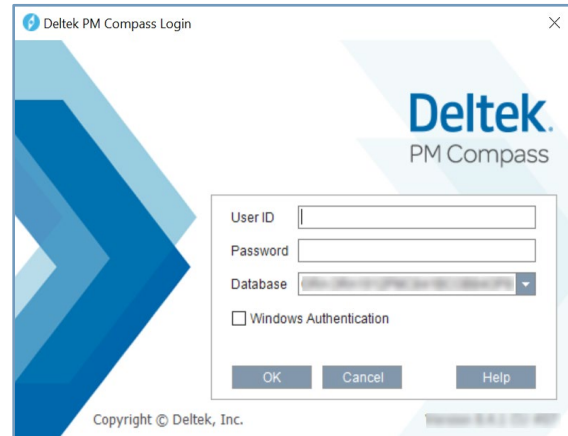 Deltek PM Compass Login
Deltek.
PM Compass
User ID
Password
Database
Windows Authentication
OK Cancel Help
Copyright © Deltek, Inc.